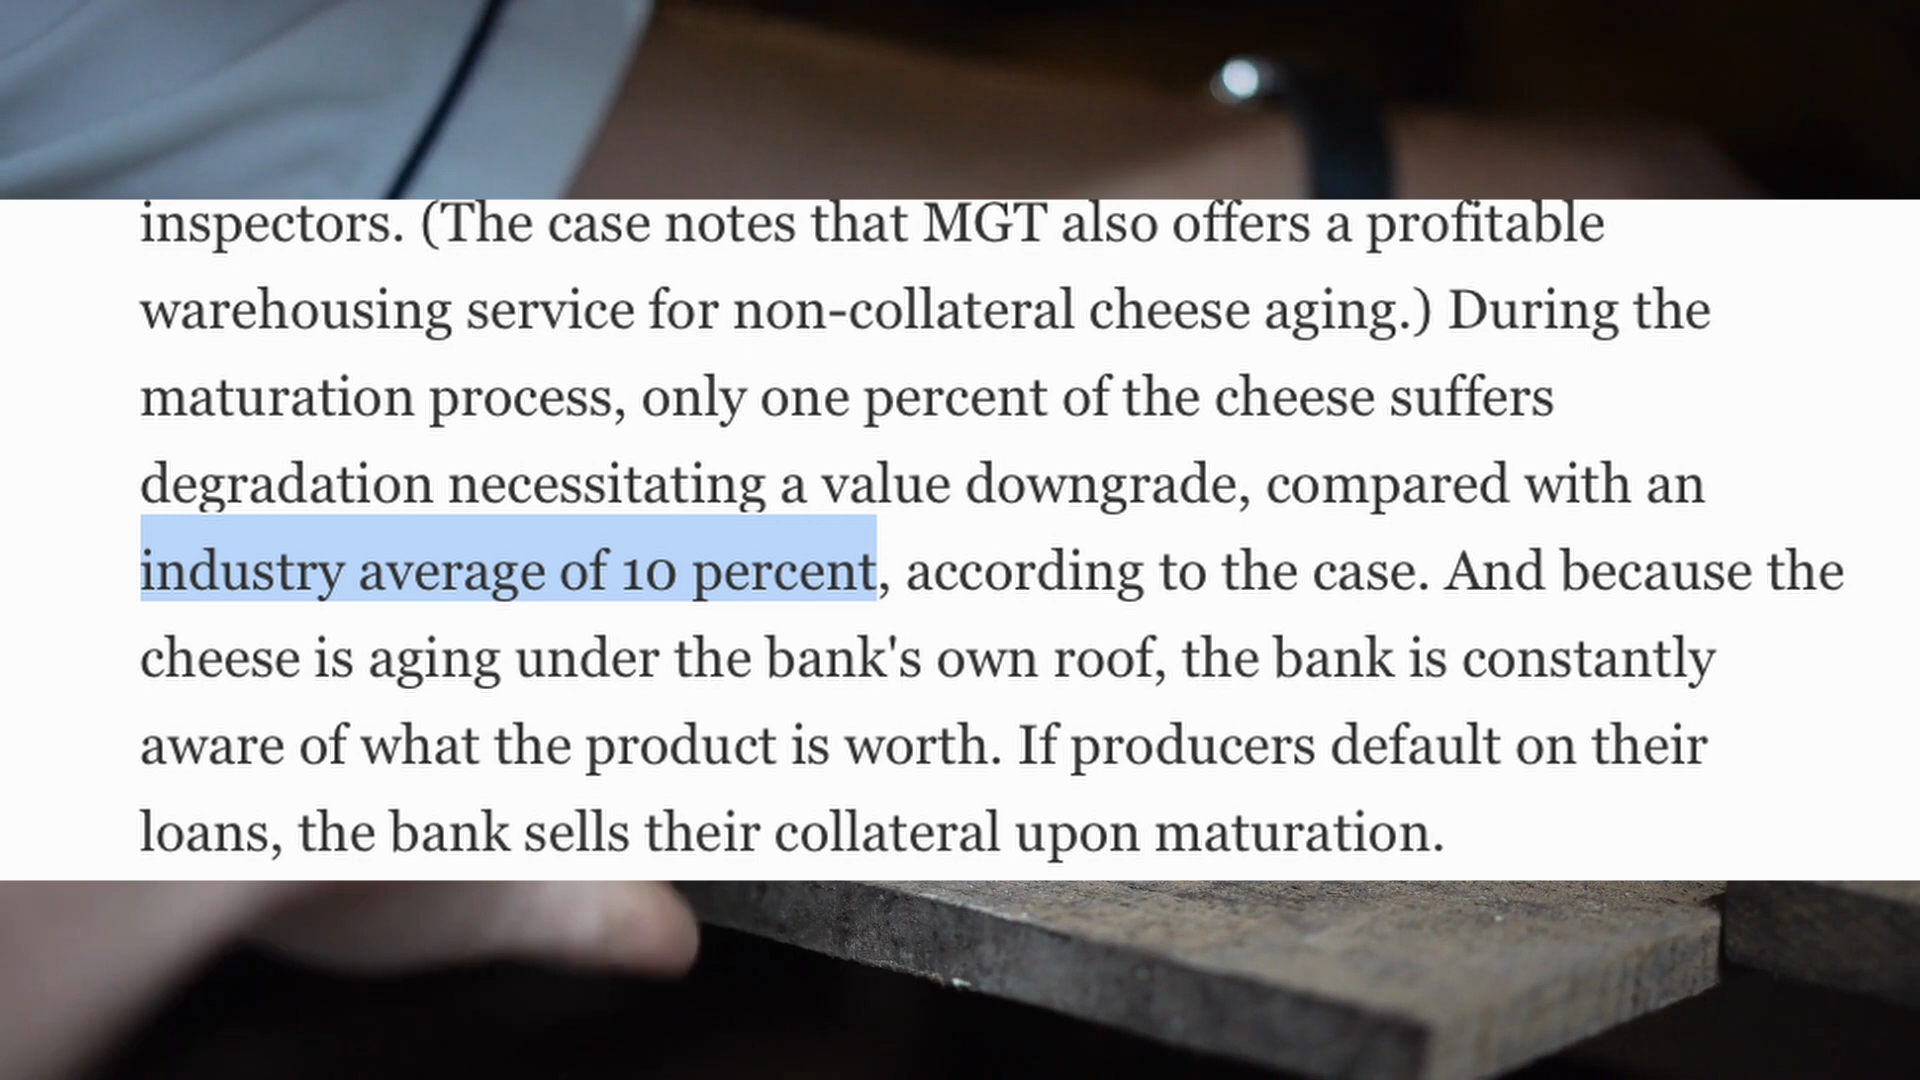 inspectors. (The case notes that MGT also offers a profitable
warehousing service for non-collateral cheese aging.) During the
maturation process, only one percent of the cheese suffers
degradation necessitating a value downgrade, compared with an
industry average of 10 percent, according to the case. And because the
cheese is aging under the bank's own roof, the bank is constantly
aware of what the product is worth. If producers default on their
loans, the bank sells their collateral upon maturation.